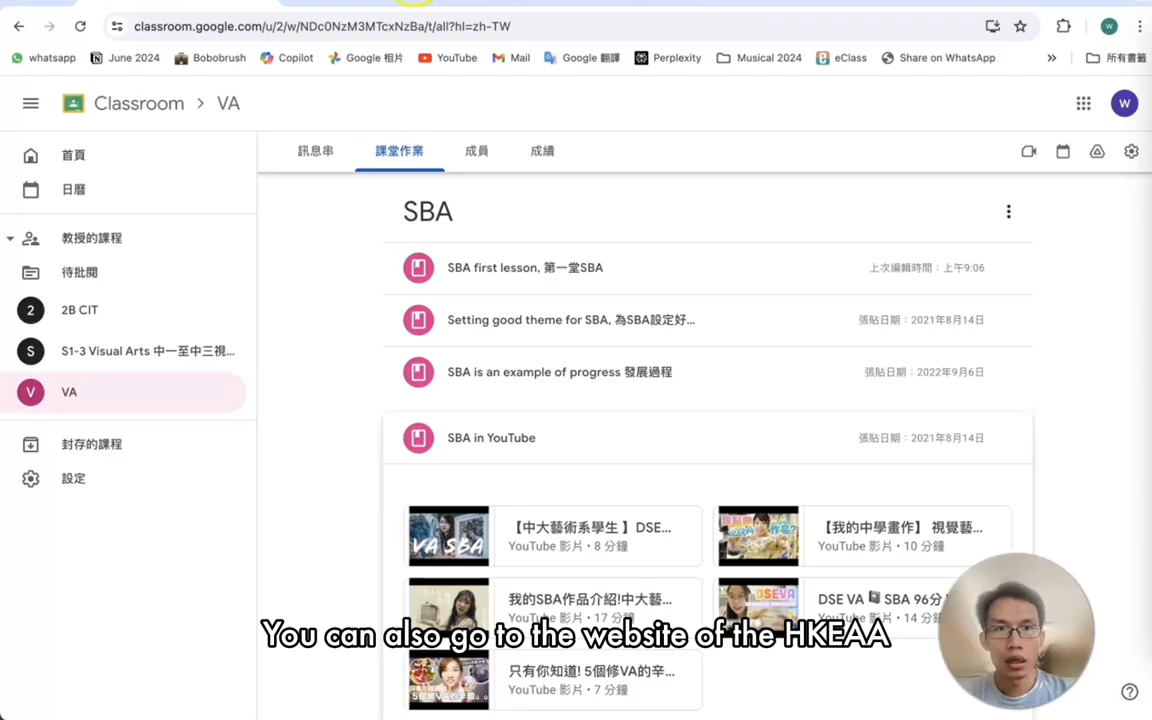 classroom.google.com/u/2/w/NDc0NzM3MTcxNzBa/t/all?hl=zh-TW
W
whatsapp
June 2024
Bobobrush
Copilot
Google 相片
YouTube
Mail
Google 翻譯
Perplexity
Musical 2024
eClass
Share on WhatsApp
所有書籤
Classroom > VA
W
首頁
日曆
教授的課程
待批閱
2 2B CIT
S S1-3 Visual Arts 中一至中三視...
V VA
封存的課程
設定
訊息串
課堂作業
成員
成績
SBA
SBA first lesson, 第一堂SBA
上次編輯時間：上午9:06
Setting good theme for SBA, 為SBA設定好...
張貼日期：2021年8月14日
SBA is an example of progress 發展過程
張貼日期：2022年9月6日
SBA in YouTube
張貼日期：2021年8月14日
VA SBA
【中大藝術系學生 】DSE...
YouTube 影片 • 8 分鐘
【我的中學畫作】 視覺藝...
YouTube 影片 • 10 分鐘
我的SBA作品介紹!中大藝...
YouTube 影片 • 17 分鐘
DSEVA
DSE VA SBA 96分
YouTube 影片 • 14 分鐘
You can also go to the website of the HKEAA
只有你知道! 5個修VA的辛...
YouTube 影片 • 7 分鐘